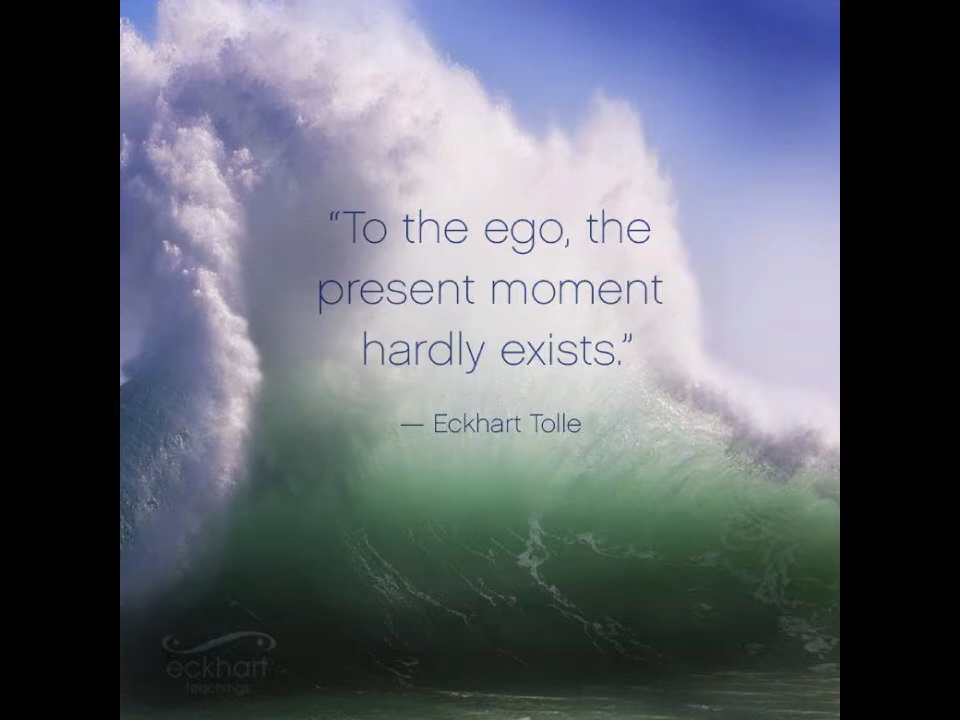 “To the ego, the
present moment
hardly exists.”
— Eckhart Tolle
eckhart
teachings